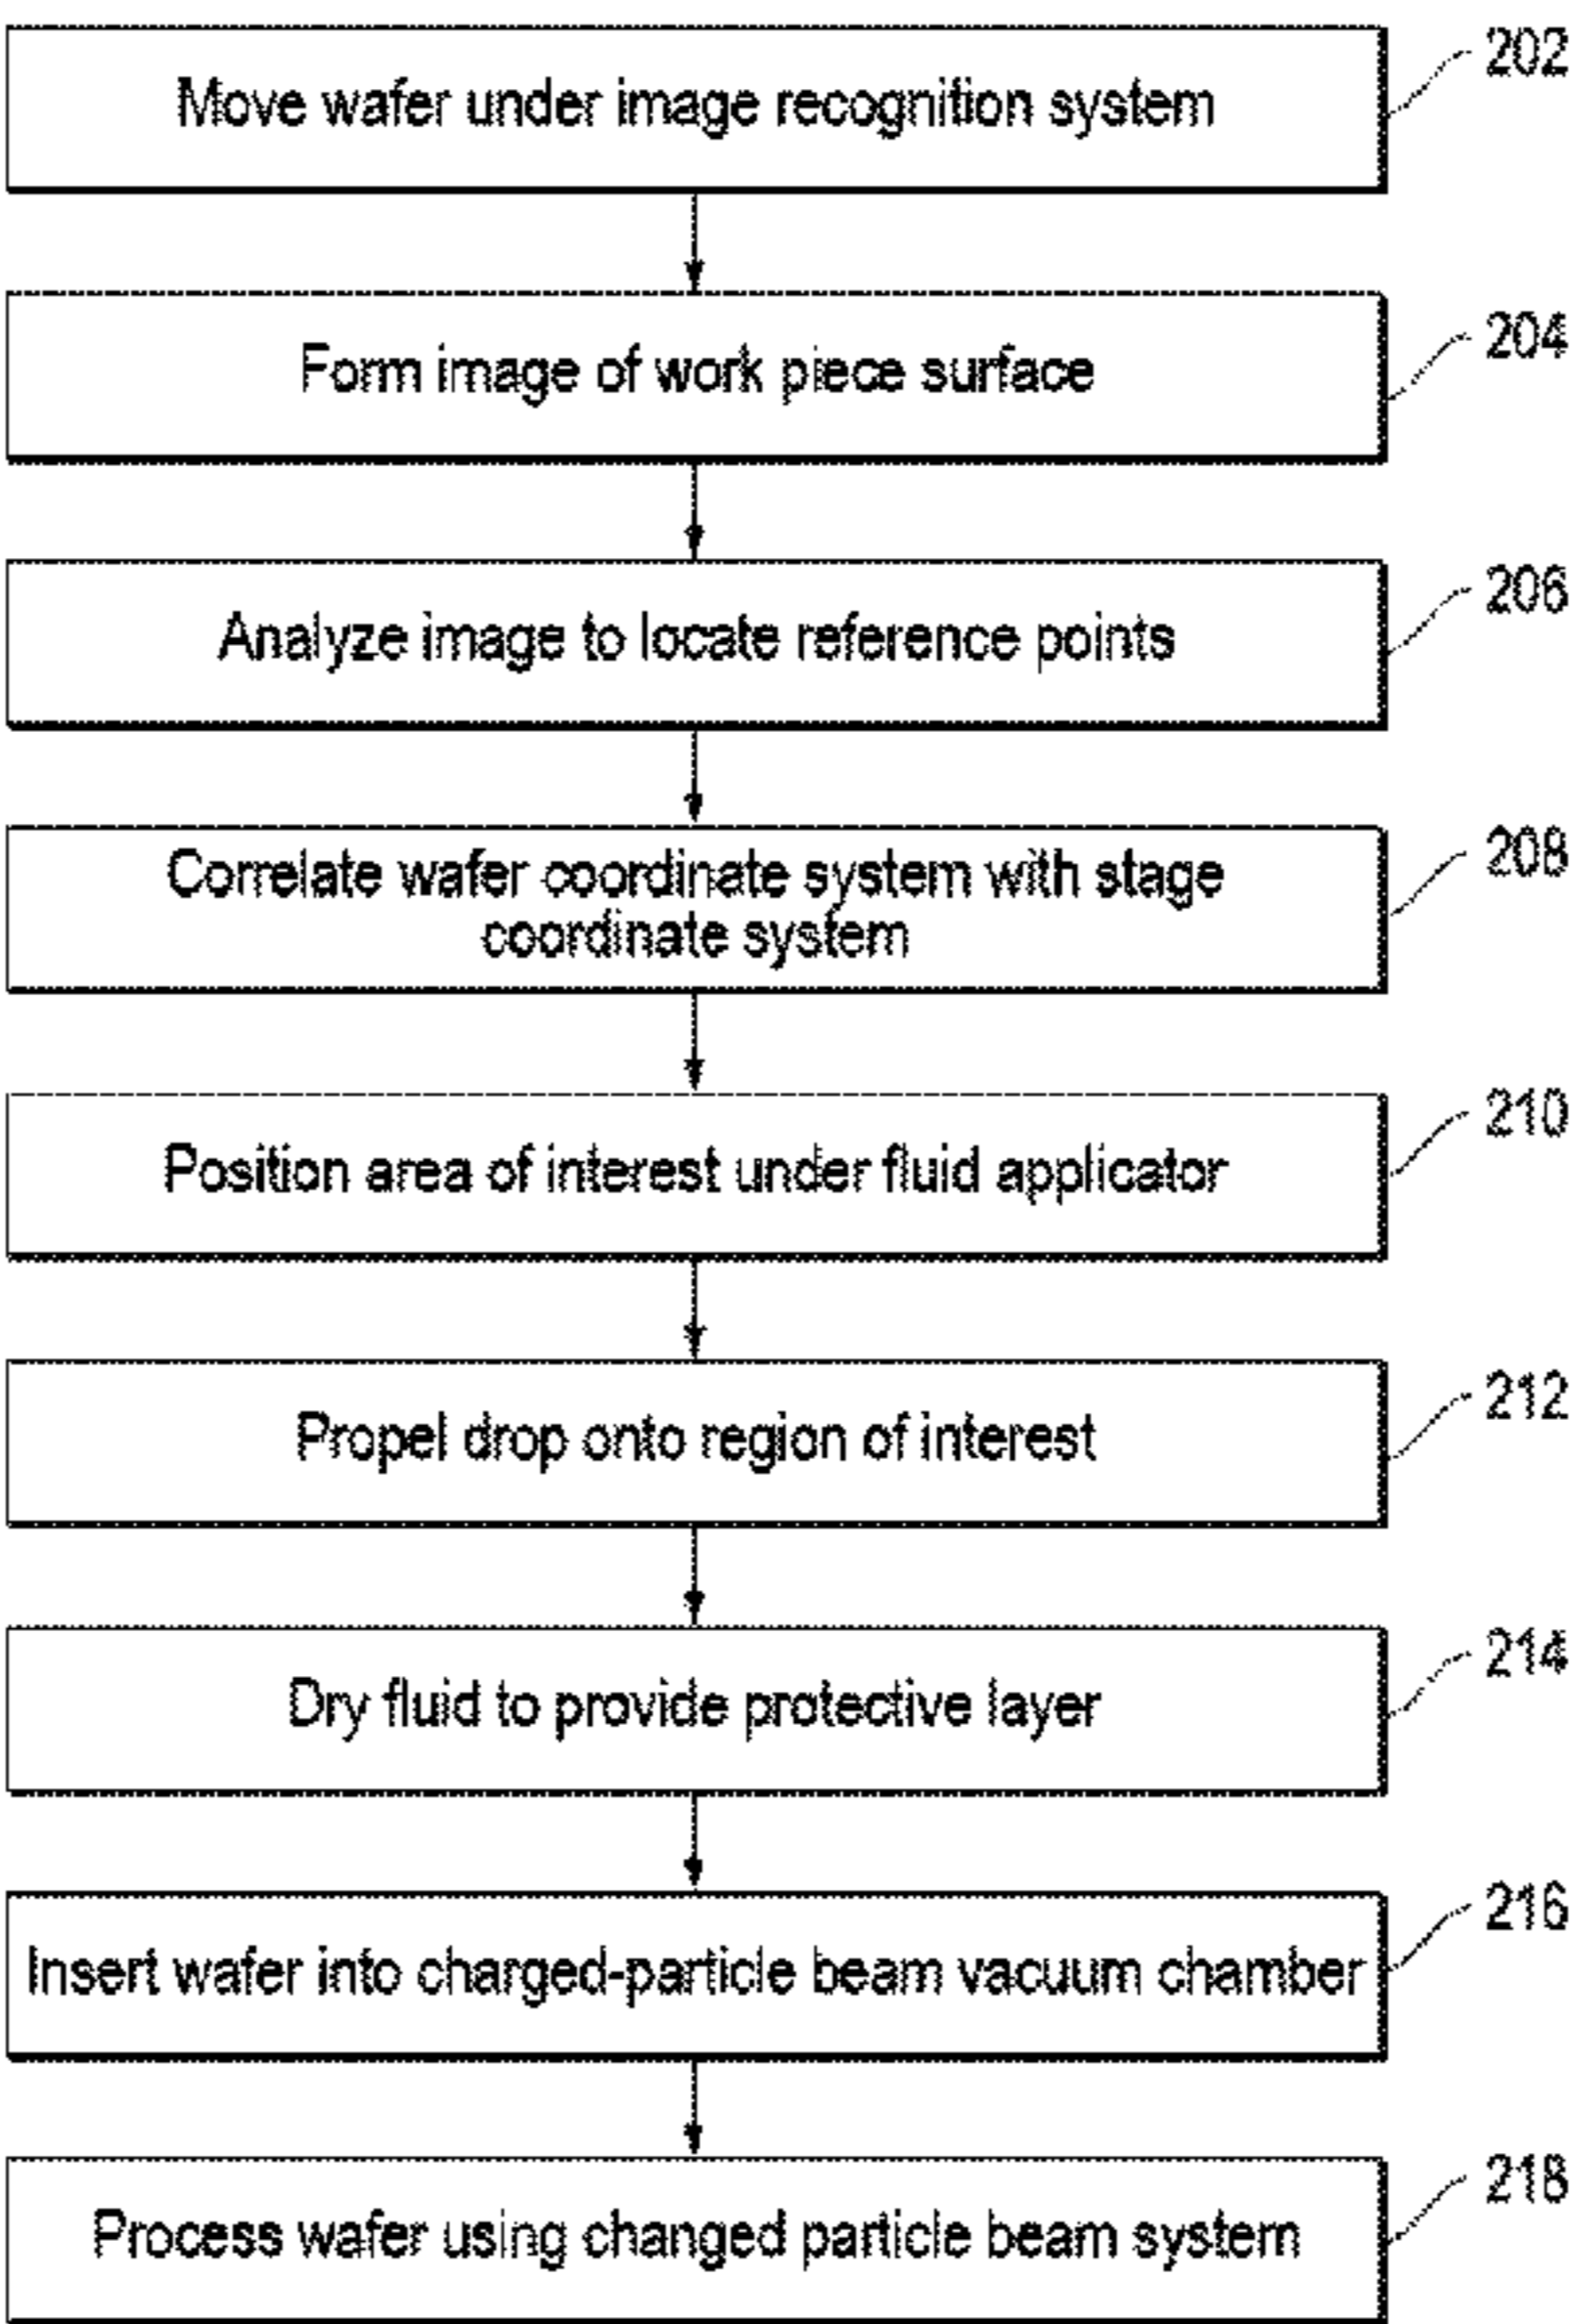 Move wafer under image recognition system
202
Form image of work piece surface
204
Analyze image to locate reference points
206
Correlate wafer coordinate system with stage
coordinate system
208
Position area of interest under fluid applicator
210
Propel drop onto region of interest
212
Dry fluid to provide protective layer
214
Insert wafer into charged-particle beam vacuum chamber
216
Process wafer using changed particle beam system
218